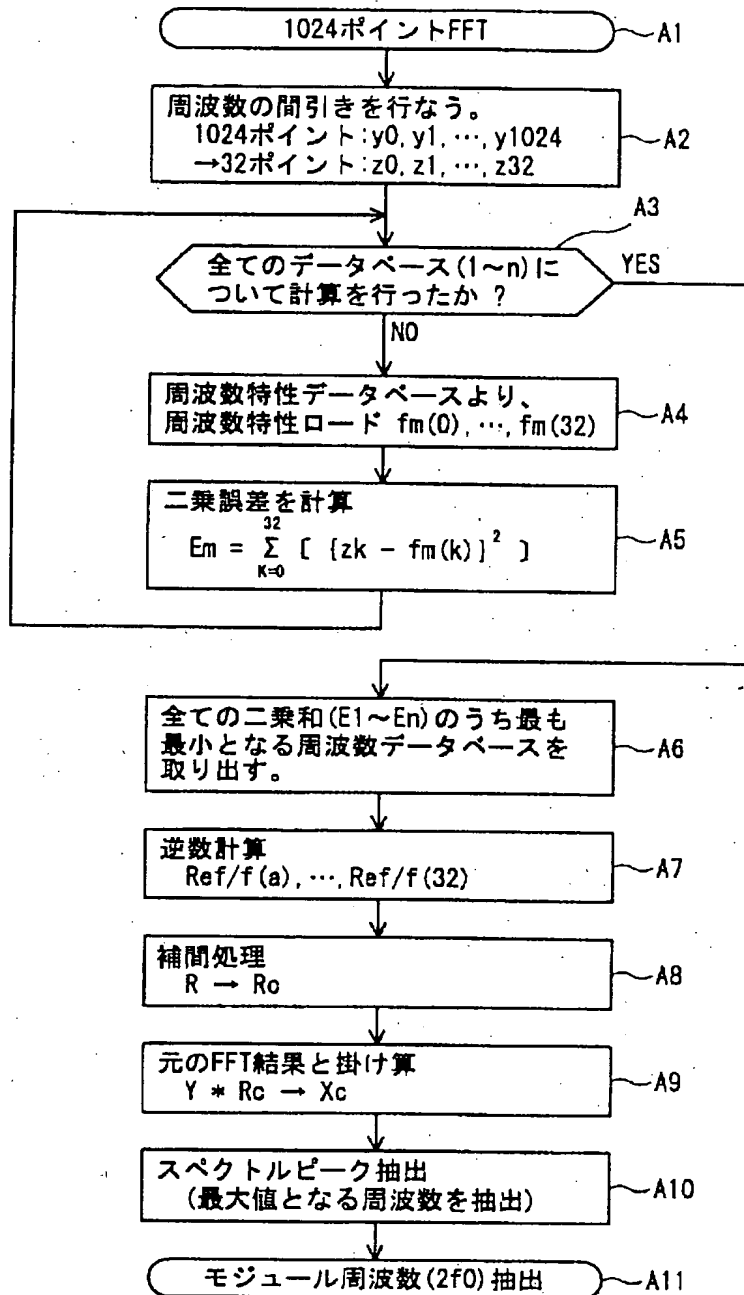 1024ポイントFFT
A1
周波数の間引きを行なう。
1024ポイント:y0, y1, …, y1024
→32ポイント:z0, z1, …, z32
A2
A3
全てのデータベース(1~n)に
ついて計算を行ったか ?
YES
NO
周波数特性データベースより、
周波数特性ロード fm(0), …, fm(32)
A4
二乗誤差を計算
32
Em = Σ [ {zk - fm(k)}² ]
K=0
A5
全ての二乗和(E1~En)のうち最も
最小となる周波数データベースを
取り出す。
A6
逆数計算
Ref/f(a), …, Ref/f(32)
A7
補間処理
R → Rc
A8
元のFFT結果と掛け算
Y * Rc → Xc
A9
スペクトルピーク抽出
(最大値となる周波数を抽出)
A10
モジュール周波数(2f0)抽出
A11